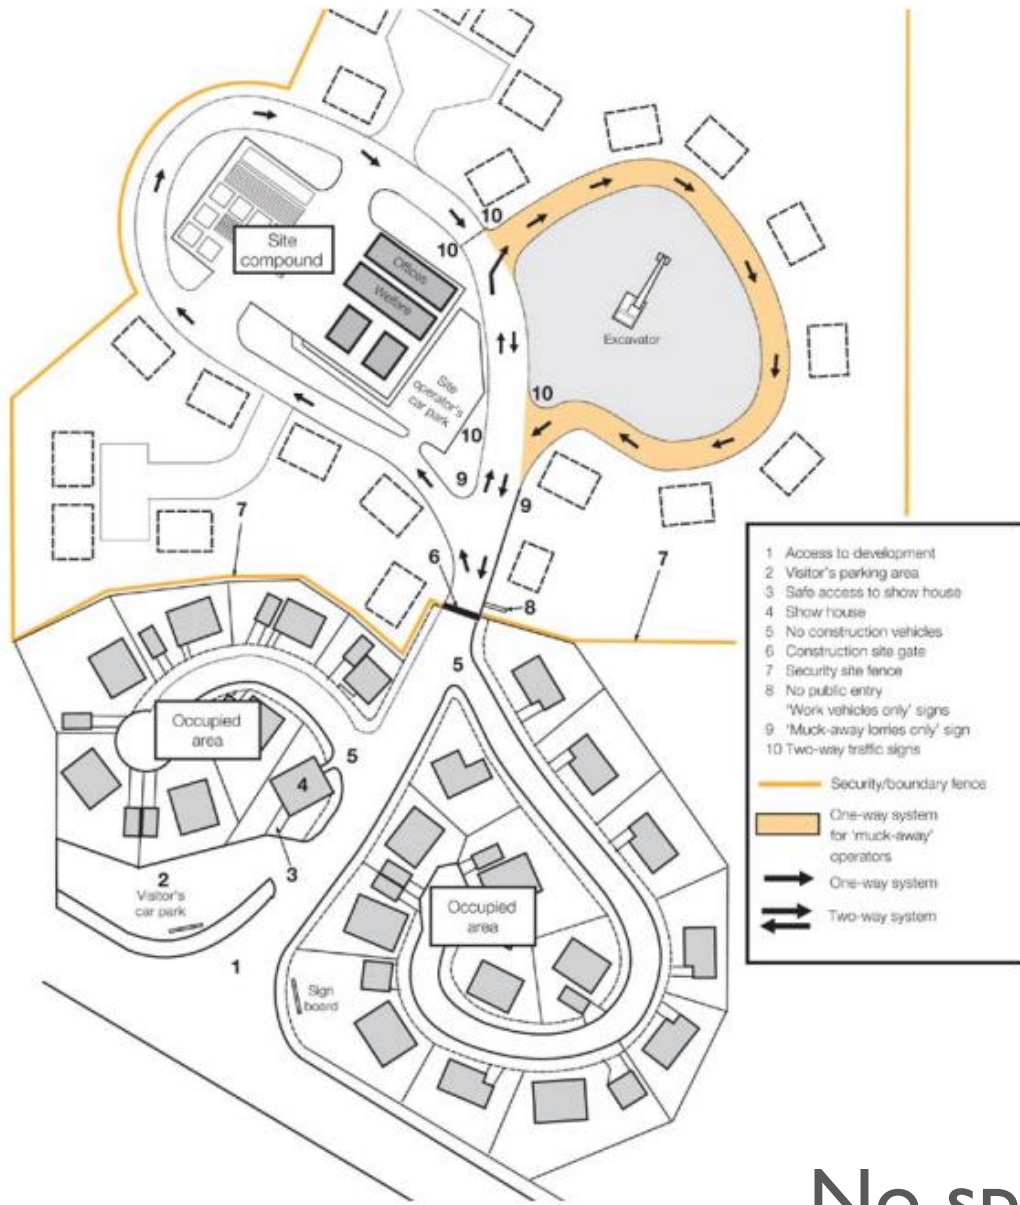 10
Site
compound
10
Offices
Welfare
Excavator
Site
operator's
car park
10
10
9
9
7
6
8
7
5
Occupied
area
5
4
3
2
Visitor's
car park
1
Sign
board
Occupied
area
1 Access to development
2 Visitor's parking area
3 Safe access to show house
4 Show house
5 No construction vehicles
6 Construction site gate
7 Security site fence
8 No public entry
'Work vehicles only' signs
9 'Muck-away lorries only' sign
10 Two-way traffic signs
Security/boundary fence
One-way system
for 'muck-away'
operators
One-way system
Two-way system
No